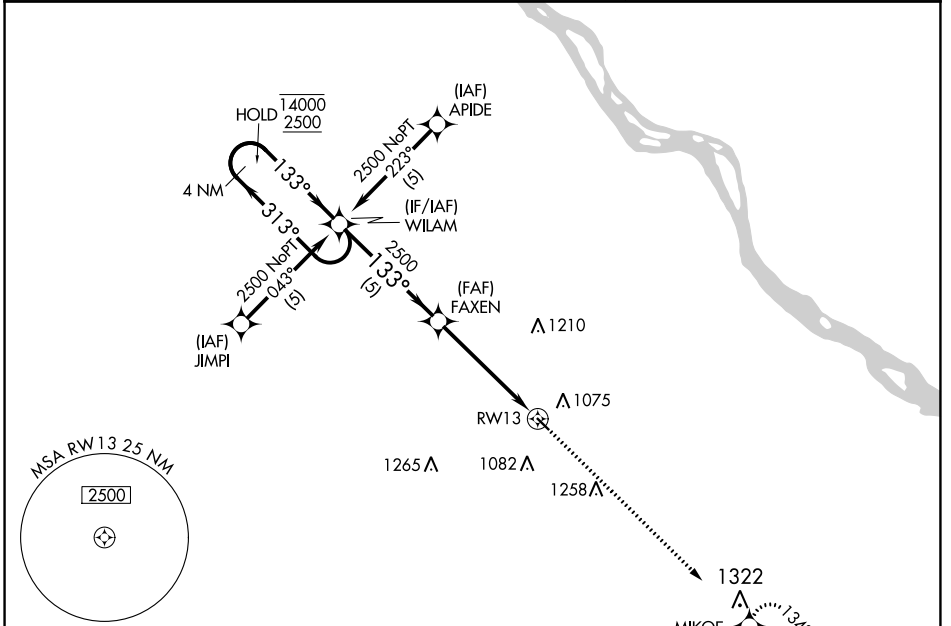 (IAF)
APIDE
HOLD
14000
2500
2500 NoPT
223°
(5)
133°
4 NM
(IF/IAF)
WILAM
313°
2500 NoPT
043°
(5)
2500
133°
(5)
(FAF)
FAXEN
(IAF)
JIMPI
1210
1075
RW13
1265
1082
1258
MSA RW13 25 NM
2500
1322